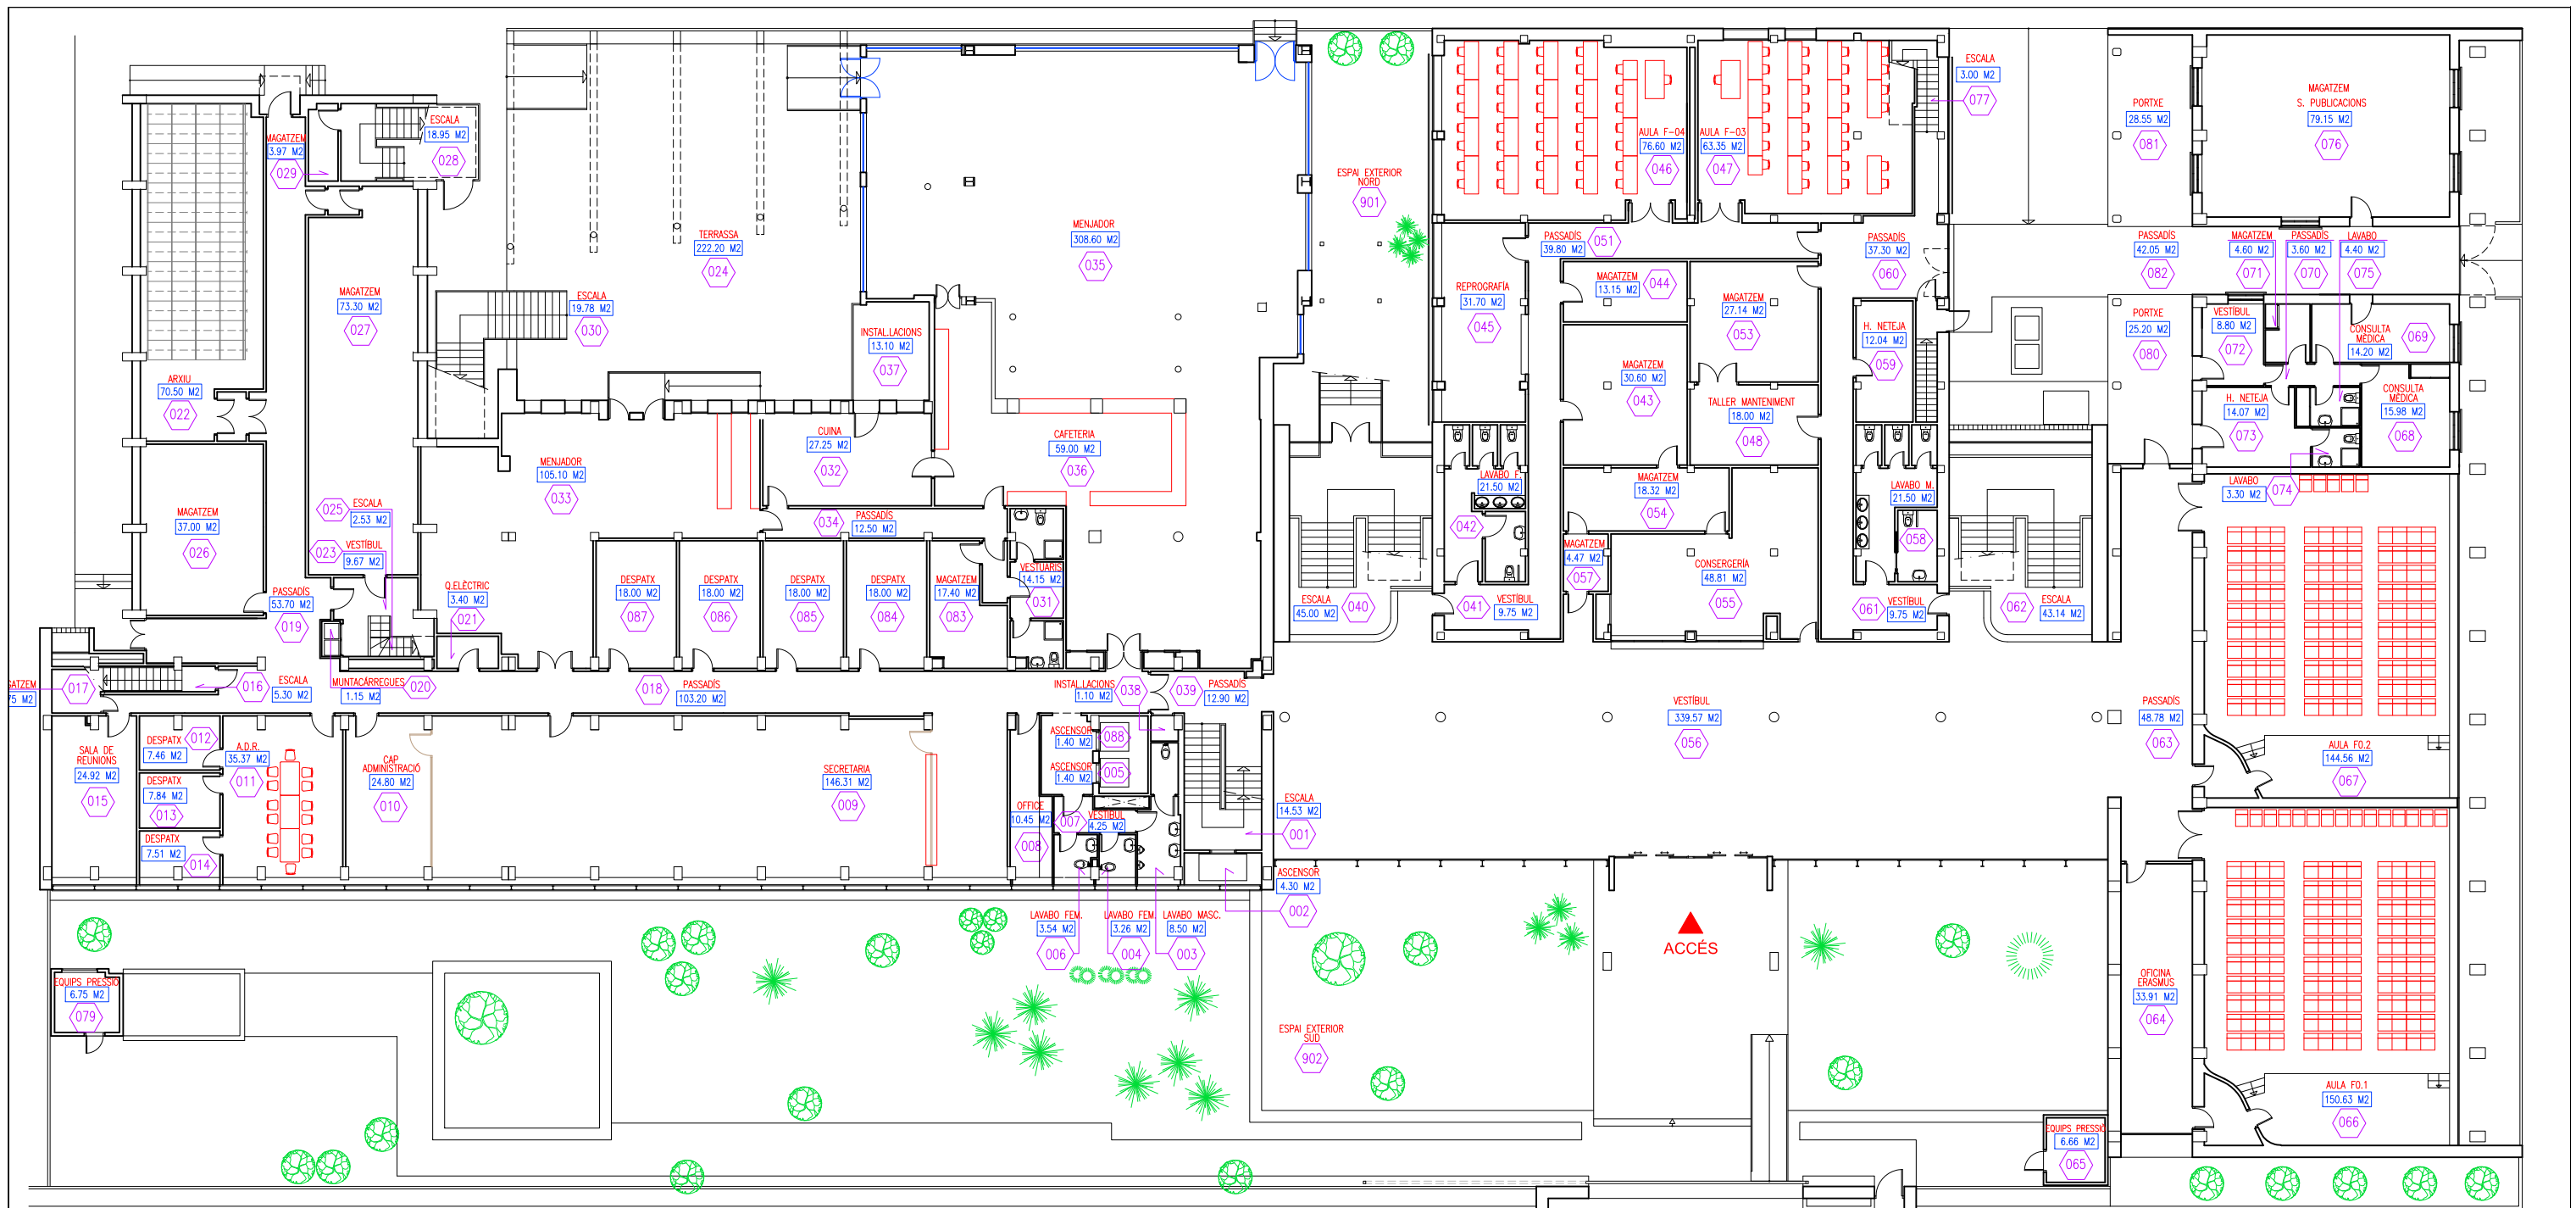 MAGATZEM
3.97 M2
029
ESCALA
18.95 M2
028
ARXIU
70.50 M2
022
MAGATZEM
73.30 M2
027
MAGATZEM
37.00 M2
026
025
ESCALA
2.53 M2
023
VESTÍBUL
9.67 M2
PASSADÍS
53.70 M2
019
Q.ELÈCTRIC
3.40 M2
021
017
016
ESCALA
5.30 M2
MUNTACÀRREGUES
1.15 M2
020
018
PASSADÍS
103.20 M2
TERRASSA
222.20 M2
024
ESCALA
19.78 M2
030
MENJADOR
308.60 M2
035
INSTAL.LACIONS
13.10 M2
037
CUINA
27.25 M2
032
CAFETERIA
59.00 M2
036
MENJADOR
105.10 M2
033
034
PASSADÍS
12.50 M2
VESTUARIS
14.15 M2
031
DESPATX
18.00 M2
087
DESPATX
18.00 M2
086
DESPATX
18.00 M2
085
DESPATX
18.00 M2
084
MAGATZEM
17.40 M2
083
INSTAL.LACIONS
1.10 M2
038
039
PASSADÍS
12.90 M2
SALA DE
REUNIONS
24.92 M2
015
DESPATX
7.46 M2
012
DESPATX
7.84 M2
013
DESPATX
7.51 M2
014
A.D.R.
35.37 M2
011
CAP
ADMINISTRACIÓ
24.80 M2
010
SECRETARIA
146.31 M2
009
OFFICE
10.45 M2
008
ASCENSOR
1.40 M2
088
ASCENSOR
1.40 M2
005
007
VESTÍBUL
4.25 M2
ESCALA
14.53 M2
001
ASCENSOR
4.30 M2
002
LAVABO FEM.
3.54 M2
006
LAVABO FEM.
3.26 M2
004
LAVABO MASC.
8.50 M2
003
EQUIPS PRESSIÓ
6.75 M2
079
ESPAI EXTERIOR
NORD
901
AULA F-04
76.60 M2
046
AULA F-03
63.35 M2
047
ESCALA
3.00 M2
077
PASSADÍS
39.80 M2
051
PASSADÍS
37.30 M2
060
REPROGRAFÍA
31.70 M2
045
MAGATZEM
13.15 M2
044
MAGATZEM
27.14 M2
053
MAGATZEM
30.60 M2
043
TALLER MANTENIMENT
18.00 M2
048
H. NETEJA
12.04 M2
059
LAVABO F.
21.50 M2
042
MAGATZEM
18.32 M2
054
LAVABO M.
21.50 M2
058
MAGATZEM
4.47 M2
057
CONSERGERÍA
48.81 M2
055
ESCALA
45.00 M2
040
041
VESTÍBUL
9.75 M2
061
VESTÍBUL
9.75 M2
062
ESCALA
43.14 M2
VESTÍBUL
339.57 M2
056
PASSADÍS
48.78 M2
063
PORTXE
28.55 M2
081
MAGATZEM
S. PUBLICACIONS
79.15 M2
076
PASSADÍS
42.05 M2
082
MAGATZEM
4.60 M2
071
PASSADÍS
3.60 M2
070
LAVABO
4.40 M2
075
PORTXE
25.20 M2
080
VESTÍBUL
8.80 M2
072
CONSULTA
MÈDICA
14.20 M2
069
H. NETEJA
14.07 M2
073
CONSULTA
MÈDICA
15.98 M2
068
LAVABO
3.30 M2
074
AULA F0.2
144.56 M2
067
OFICINA
ERASMUS
33.91 M2
064
AULA F0.1
150.63 M2
066
EQUIPS PRESSIÓ
6.66 M2
065
ACCÉS
ESPAI EXTERIOR
SUD
902